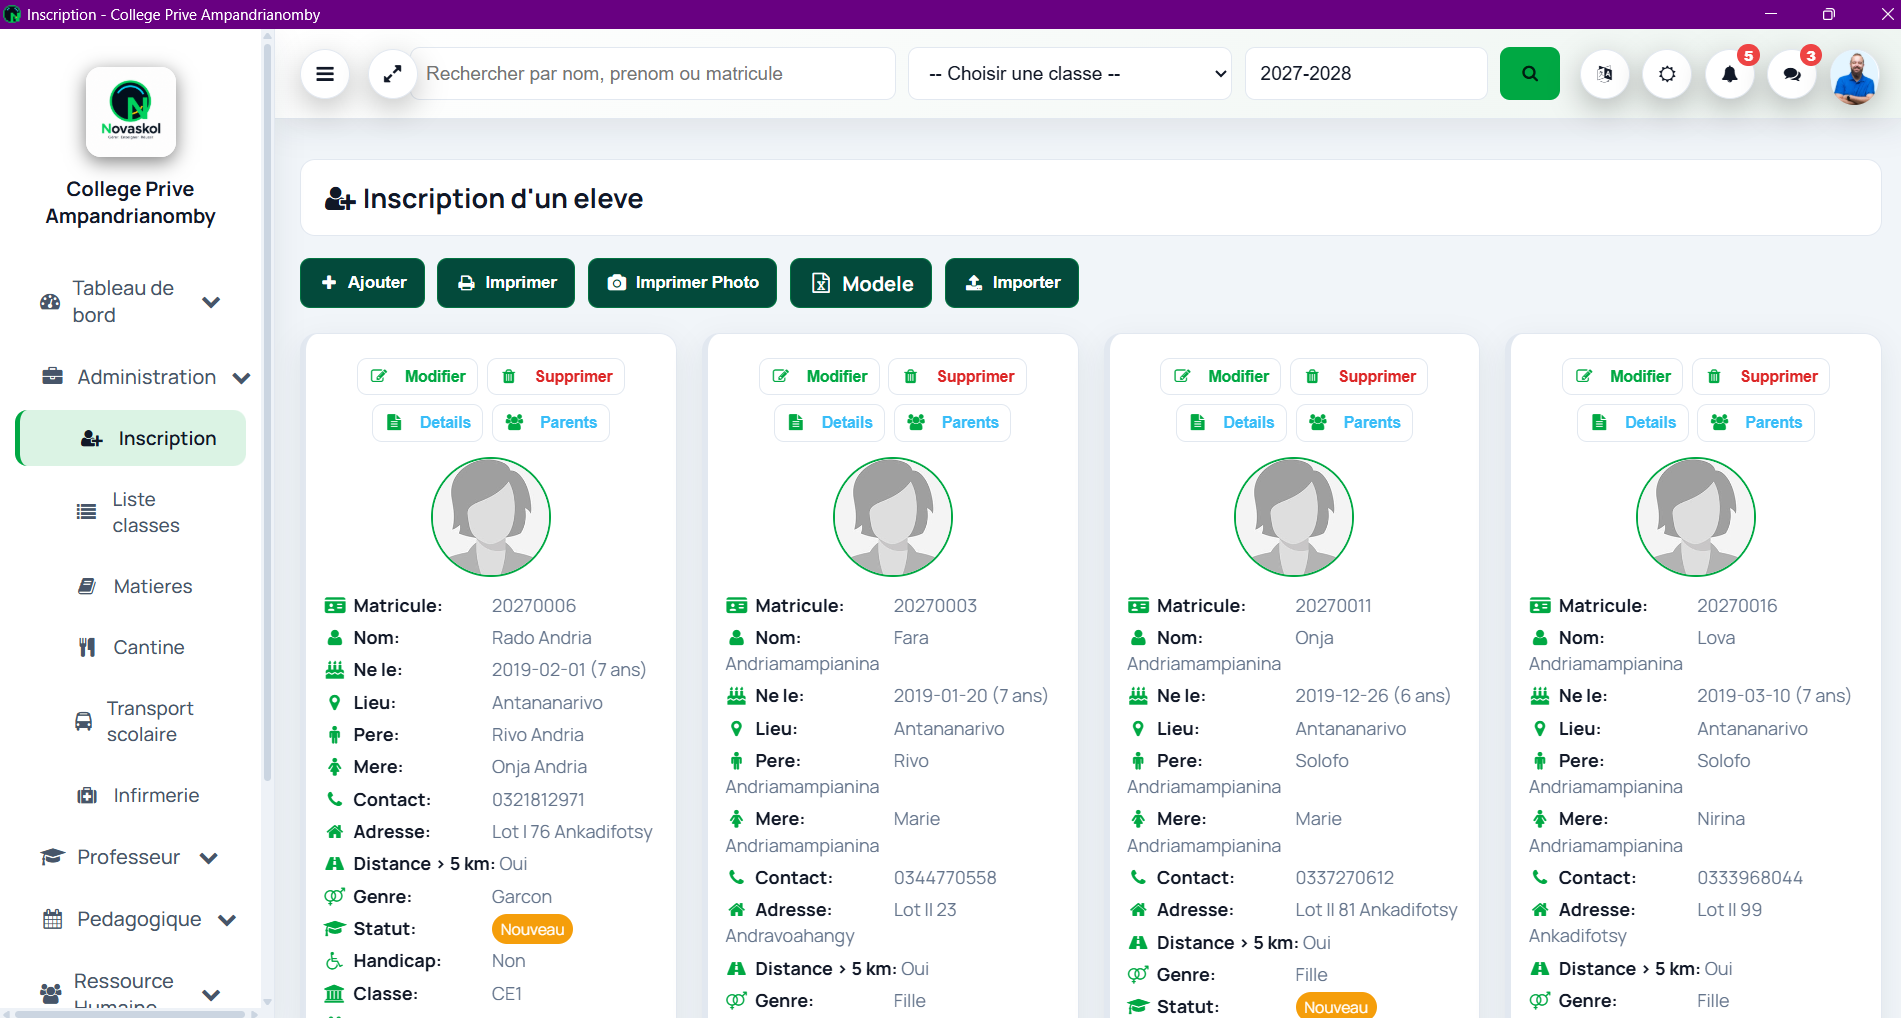 Inscription - College Prive Ampandrianomby
Novaskol
College Prive
Ampandrianomby
Tableau de
bord
Administration
Inscription
Liste
classes
Matieres
Cantine
Transport
scolaire
Infirmerie
Professeur
Pedagogique
Ressource
Humaine
Rechercher par nom, prenom ou matricule
-- Choisir une classe --
2027-2028
5
3
Inscription d'un eleve
Ajouter
Imprimer
Imprimer Photo
Modele
Importer
Modifier
Supprimer
Details
Parents
Matricule: 20270006
Nom: Rado Andria
Ne le: 2019-02-01 (7 ans)
Lieu: Antananarivo
Pere: Rivo Andria
Mere: Onja Andria
Contact: 0321812971
Adresse: Lot I 76 Ankadifotsy
Distance > 5 km: Oui
Genre: Garcon
Statut: Nouveau
Handicap: Non
Classe: CE1
Modifier
Supprimer
Details
Parents
Matricule: 20270003
Nom: Fara
Andriamampianina
Ne le: 2019-01-20 (7 ans)
Lieu: Antananarivo
Pere: Rivo
Andriamampianina
Mere: Marie
Andriamampianina
Contact: 0344770558
Adresse: Lot II 23
Andravoahangy
Distance > 5 km: Oui
Genre: Fille
Modifier
Supprimer
Details
Parents
Matricule: 20270011
Nom: Onja
Andriamampianina
Ne le: 2019-12-26 (6 ans)
Lieu: Antananarivo
Pere: Solofo
Andriamampianina
Mere: Marie
Andriamampianina
Contact: 0337270612
Adresse: Lot II 81 Ankadifotsy
Distance > 5 km: Oui
Genre: Fille
Statut: Nouveau
Modifier
Supprimer
Details
Parents
Matricule: 20270016
Nom: Lova
Andriamampianina
Ne le: 2019-03-10 (7 ans)
Lieu: Antananarivo
Pere: Solofo
Andriamampianina
Mere: Nirina
Andriamampianina
Contact: 0333968044
Adresse: Lot II 99
Ankadifotsy
Distance > 5 km: Oui
Genre: Fille